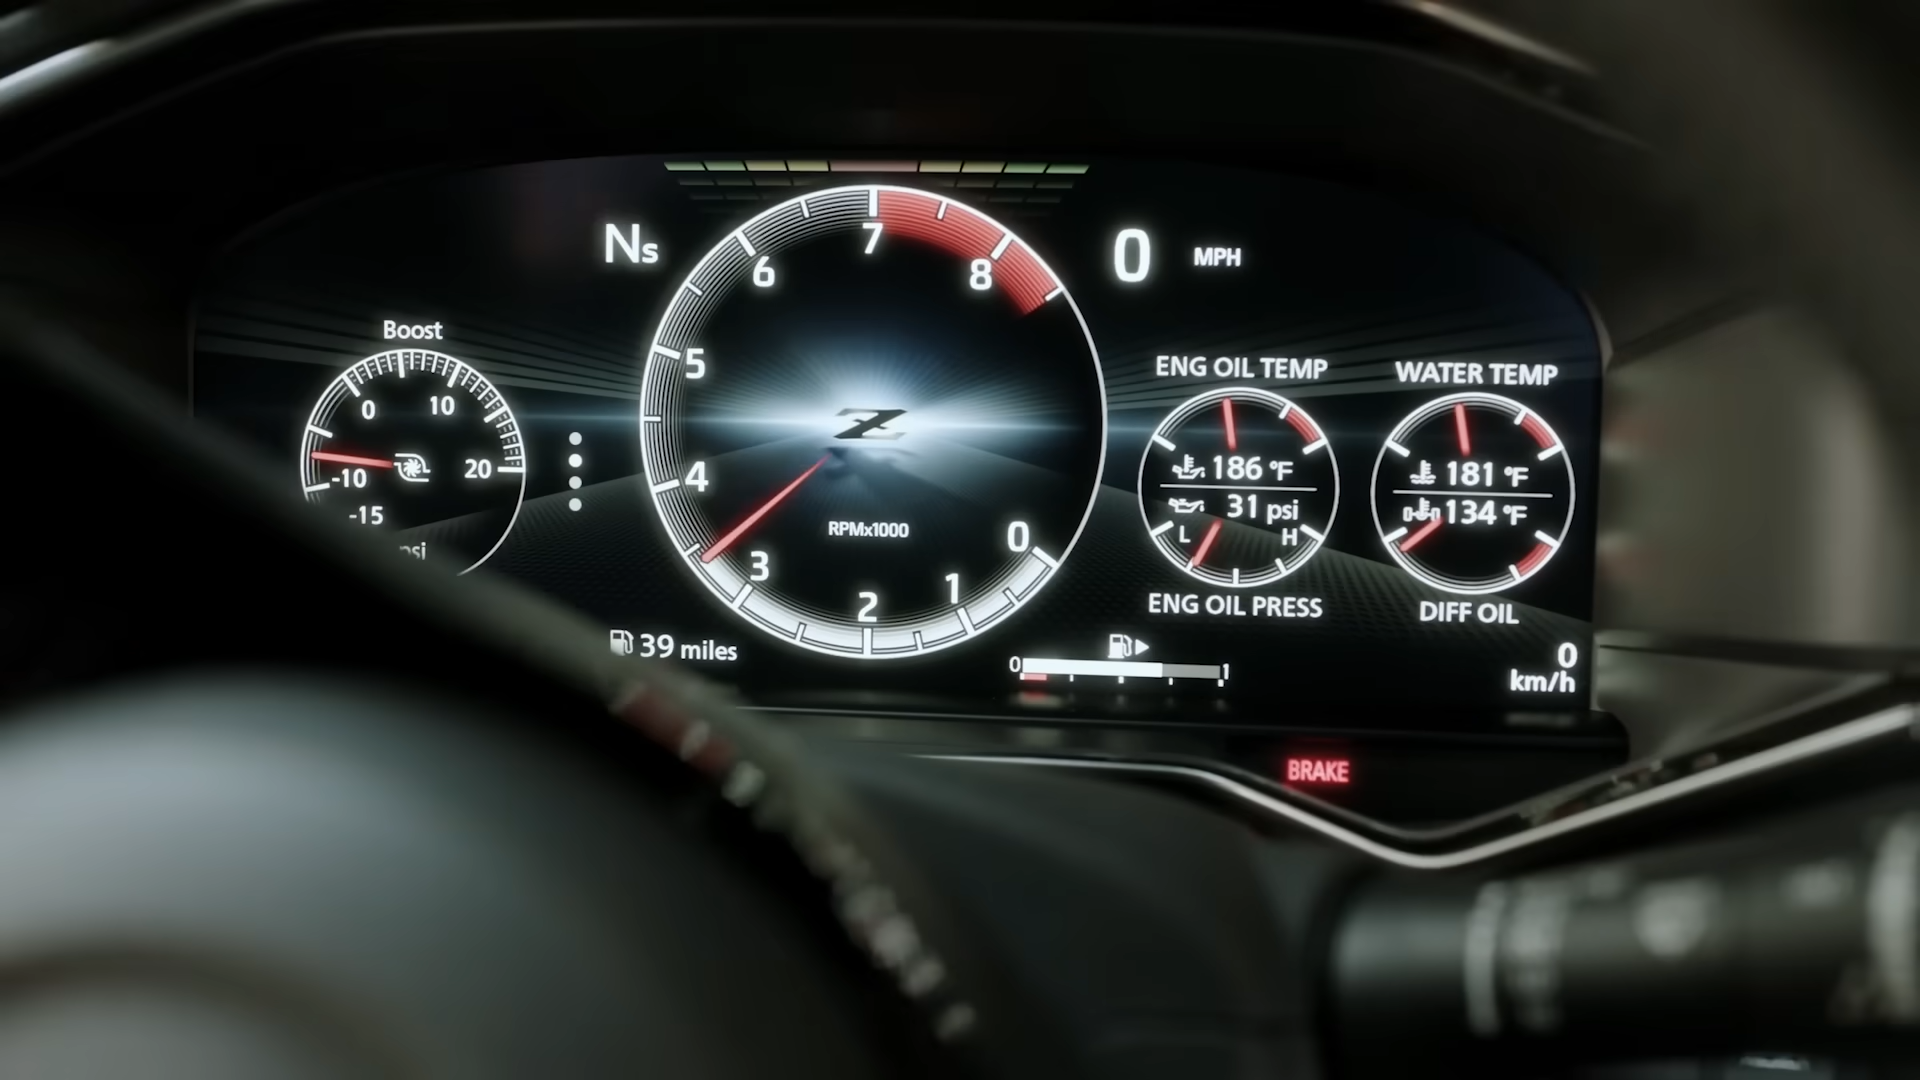 Ns
0 MPH
7
6
8
5
4
3
2
1
0
RPMx1000
Z
Boost
0
10
-10
20
-15
ENG OIL TEMP
186 °F
31 psi
L
H
ENG OIL PRESS
WATER TEMP
181 °F
134 °F
DIFF OIL
39 miles
0
1
0
km/h
BRAKE